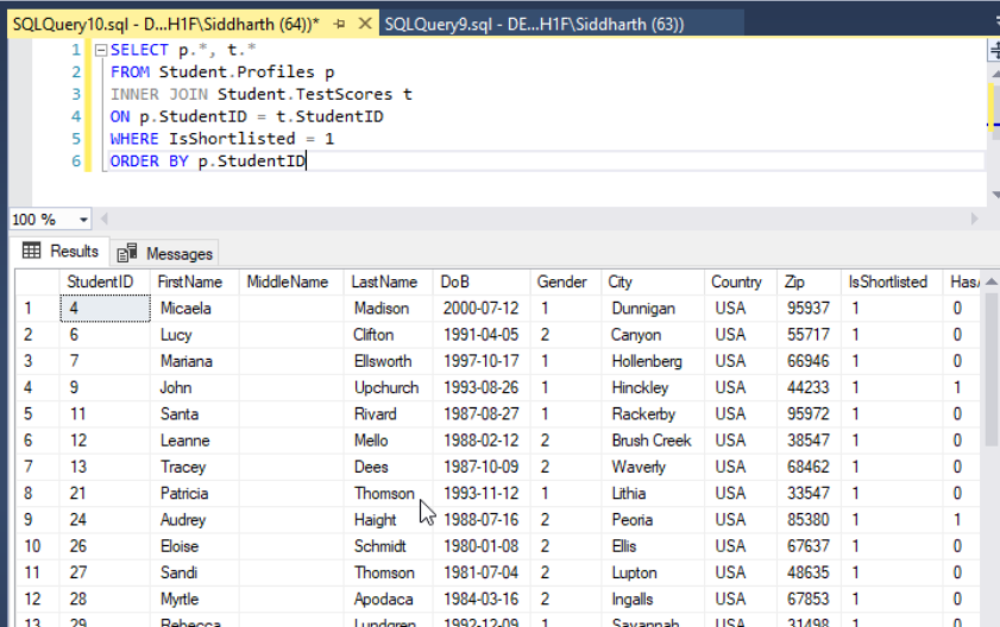 SQLQuery10.sql - D...H1F\Siddharth (64))* SQLQuery9.sql - DE...H1F\Siddharth (63))
1 SELECT p.*, t.*
2 FROM Student.Profiles p
3 INNER JOIN Student.TestScores t
4 ON p.StudentID = t.StudentID
5 WHERE IsShortlisted = 1
6 ORDER BY p.StudentID
100 %
Results Messages
StudentID FirstName MiddleName LastName DoB Gender City Country Zip IsShortlisted Has
1 4 Micaela Madison 2000-07-12 1 Dunnigan USA 95937 1 0
2 6 Lucy Clifton 1991-04-05 2 Canyon USA 55717 1 0
3 7 Mariana Ellsworth 1997-10-17 1 Hollenberg USA 66946 1 0
4 9 John Upchurch 1993-08-26 1 Hinckley USA 44233 1 1
5 11 Santa Rivard 1987-08-27 1 Rackerby USA 95972 1 0
6 12 Leanne Mello 1988-02-12 2 Brush Creek USA 38547 1 0
7 13 Tracey Dees 1987-10-09 2 Waverly USA 68462 1 0
8 21 Patricia Thomson 1993-11-12 1 Lithia USA 33547 1 0
9 24 Audrey Haight 1988-07-16 2 Peoria USA 85380 1 1
10 26 Eloise Schmidt 1980-01-08 2 Ellis USA 67637 1 0
11 27 Sandi Thomson 1981-07-04 2 Lupton USA 48635 1 0
12 28 Myrtle Apodaca 1984-03-16 2 Ingalls USA 67853 1 0
13 29 Rebecca Lundgren 1992-12-09 1 Savannah USA 31498 1 0